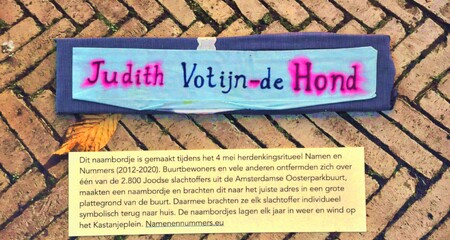 Judith Votijn-de Hond
Dit naambordje is gemaakt tijdens het 4 mei herdenkingsritueel Namen en
Nummers (2012-2020). Buurtbewoners en vele anderen ontfermden zich over
één van de 2.800 Joodse slachtoffers uit de Amsterdamse Oosterparkbuurt,
maakten een naambordje en brachten dit naar het juiste adres in een grote
plattegrond van de buurt. Daarmee brachten ze elk slachtoffer individueel
symbolisch terug naar huis. De naambordjes lagen elk jaar in weer en wind op
het Kastanjeplein. Namenennummers.eu